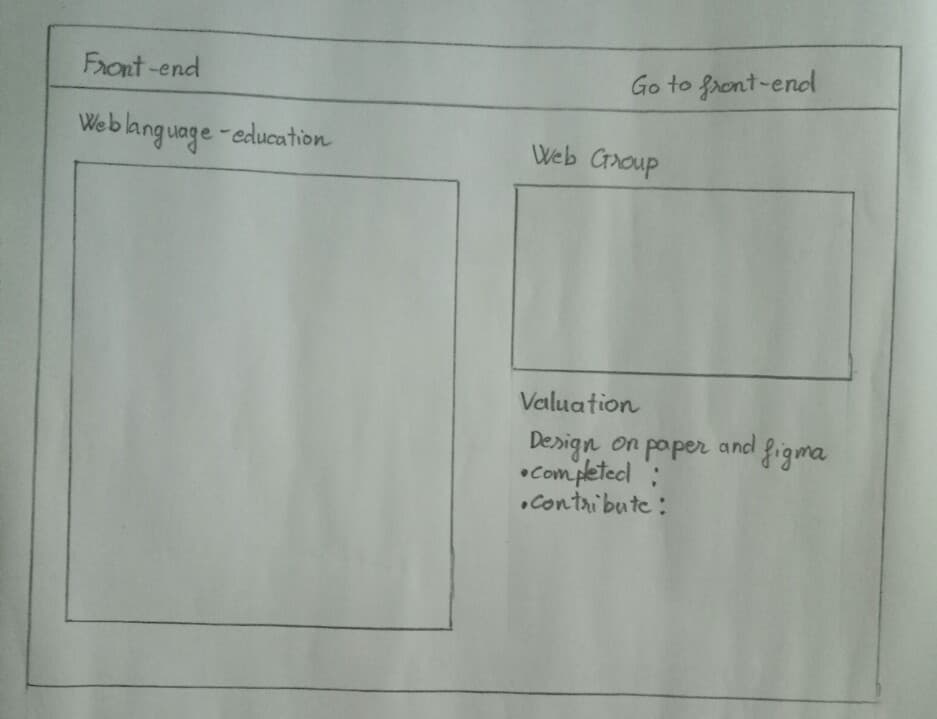 Front-end
Go to front-end
Web language - education
Web Group
Valuation
Design on paper and figma
•completed :
•Contribute :